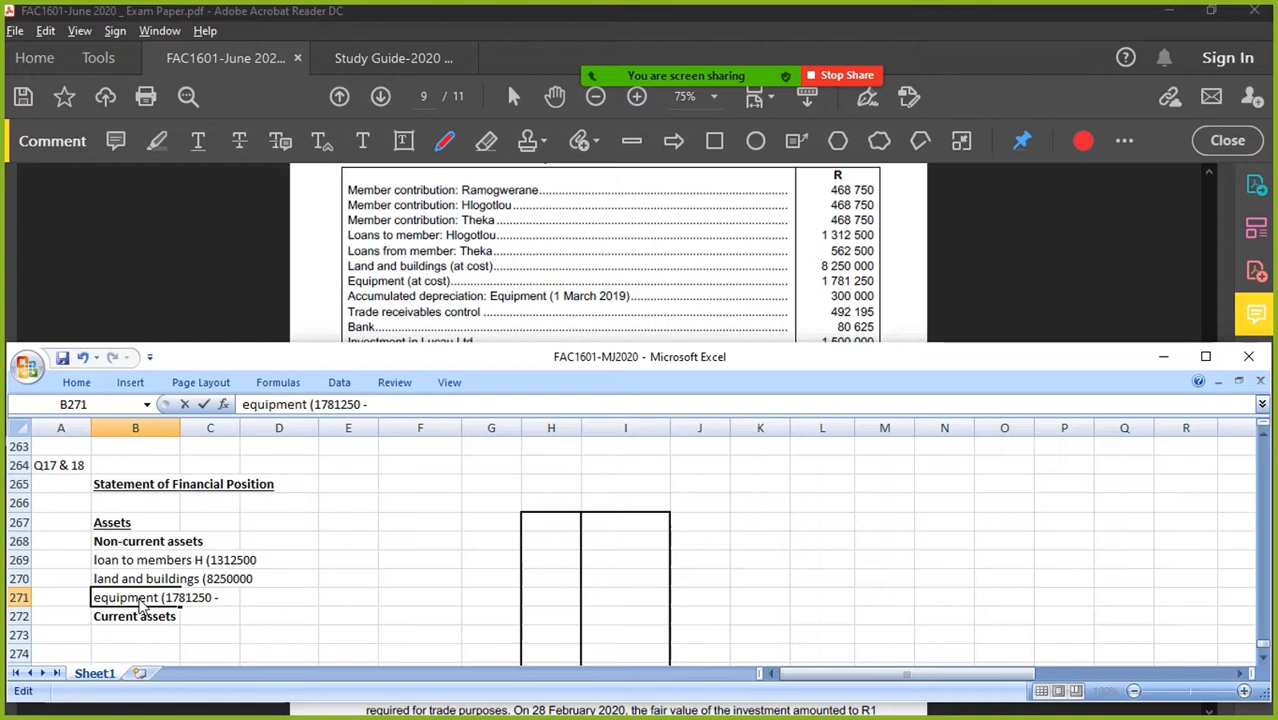 FAC1601-June 2020 _ Exam Paper.pdf - Adobe Acrobat Reader DC
File Edit View Sign Window Help
Home Tools FAC1601-June 202... × Study Guide-2020 ... Sign In
You are screen sharing Stop Share
9 / 11 75%
Comment Close
R
Member contribution: Ramogwerane 468 750
Member contribution: Hlogotlou 468 750
Member contribution: Theka 468 750
Loans to member: Hlogotlou 1 312 500
Loans from member: Theka 562 500
Land and buildings (at cost) 8 250 000
Equipment (at cost) 1 781 250
Accumulated depreciation: Equipment (1 March 2019) 300 000
Trade receivables control 492 195
Bank 80 625
1 500 000
FAC1601-MJ2020 - Microsoft Excel
Home Insert Page Layout Formulas Data Review View
B271 fx equipment (1781250 -
A B C D E F G H I J K L M N O P Q R
263
264 Q17 & 18
265 Statement of Financial Position
266
267 Assets
268 Non-current assets
269 loan to members H (1312500
270 land and buildings (8250000
271 equipment (1781250 -
272 Current assets
273
274
Sheet1
Edit 100%
required for trade purposes. On 28 February 2020, the fair value of the investment amounted to R1